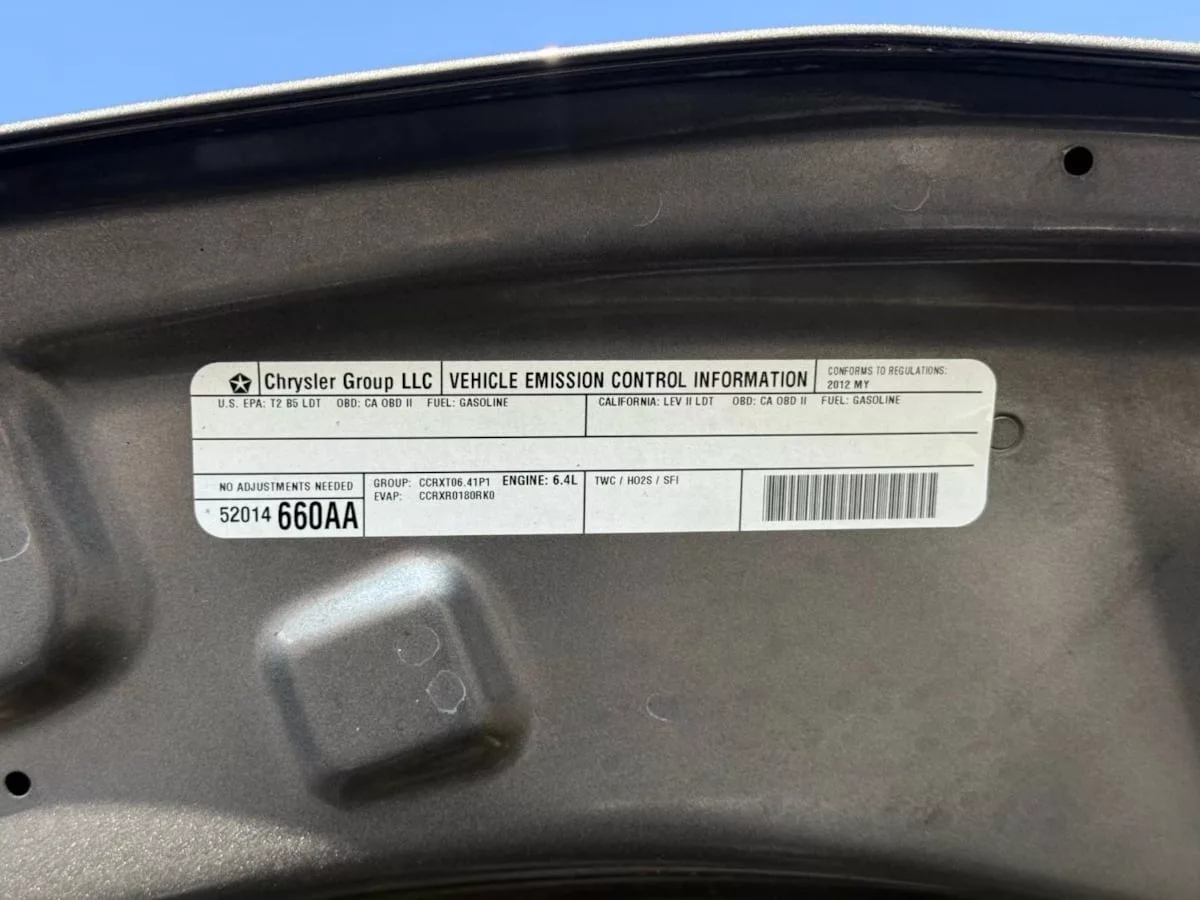 Chrysler Group LLC VEHICLE EMISSION CONTROL INFORMATION CONFORMS TO REGULATIONS:
2012 MY
U.S. EPA: T2 B5 LDT OBD: CA OBD II FUEL: GASOLINE CALIFORNIA: LEV II LDT OBD: CA OBD II FUEL: GASOLINE
NO ADJUSTMENTS NEEDED
52014 660AA
GROUP: CCRXT06.41P1 ENGINE: 6.4L
EVAP: CCRXR0180RK0
TWC / HO2S / SFI